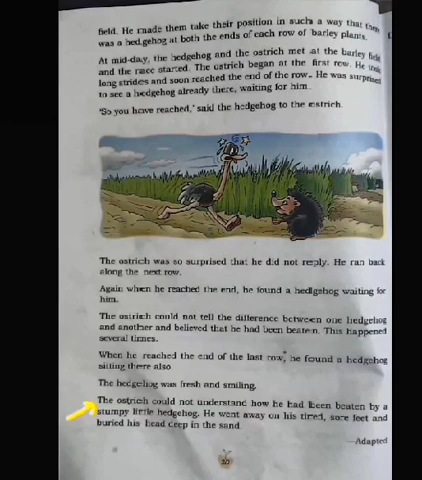 field. He made them take their position in such a way that there
was a hedgehog at both the ends of each row of barley plants.
At mid-day, the hedgehog and the ostrich met at the barley field
and the race started. The ostrich began at the first row. He took
long strides and soon reached the end of the row. He was surprised
to see a hedgehog already there, waiting for him.
'So you have reached,' said the hedgehog to the ostrich.
The ostrich was so surprised that he did not reply. He ran back
along the next row.
Again when he reached the end, he found a hedgehog waiting for
him.
The ostrich could not tell the difference between one hedgehog
and another and believed that he had been beaten. This happened
several times.
When he reached the end of the last row, he found a hedgehog
sitting there also
The hedgehog was fresh and smiling.
The ostrich could not understand how he had been beaten by a
stumpy little hedgehog. He went away on his tired, sore feet and
buried his head deep in the sand
—Adapted